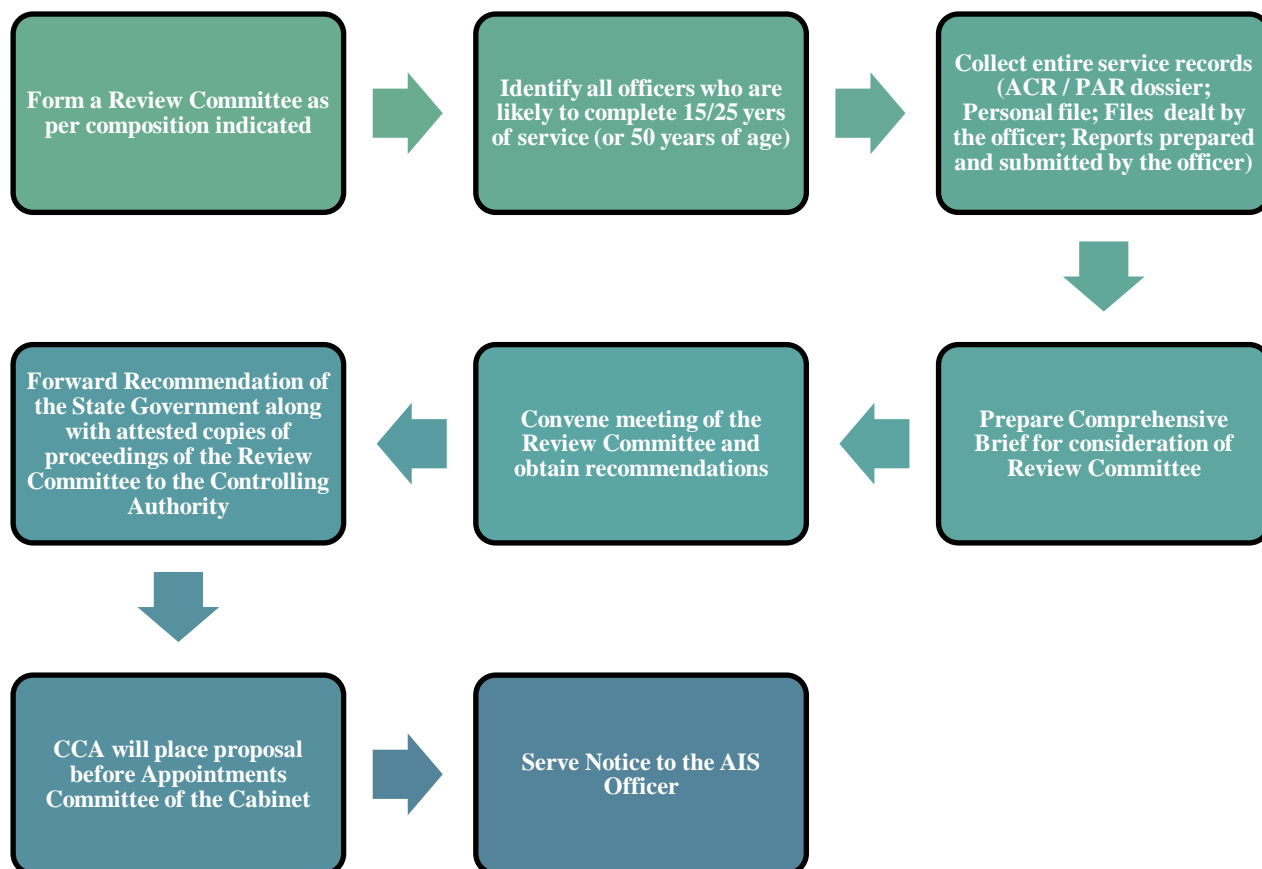 Form a Review Committee as
per composition indicated
Identify all officers who are
likely to complete 15/25 yers
of service (or 50 years of age)
Collect entire service records
(ACR / PAR dossier;
Personal file; Files dealt by
the officer; Reports prepared
and submitted by the officer)
Prepare Comprehensive
Brief for consideration of
Review Committee
Convene meeting of the
Review Committee and
obtain recommendations
Forward Recommendation of
the State Government along
with attested copies of
proceedings of the Review
Committee to the Controlling
Authority
CCA will place proposal
before Appointments
Committee of the Cabinet
Serve Notice to the AIS
Officer